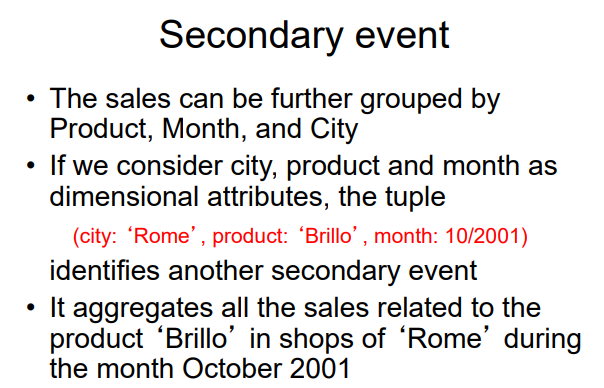 Secondary event
• The sales can be further grouped by
Product, Month, and City
• If we consider city, product and month as
dimensional attributes, the tuple
(city: ‘Rome’, product: ‘Brillo’, month: 10/2001)
identifies another secondary event
• It aggregates all the sales related to the
product ‘Brillo’ in shops of ‘Rome’ during
the month October 2001